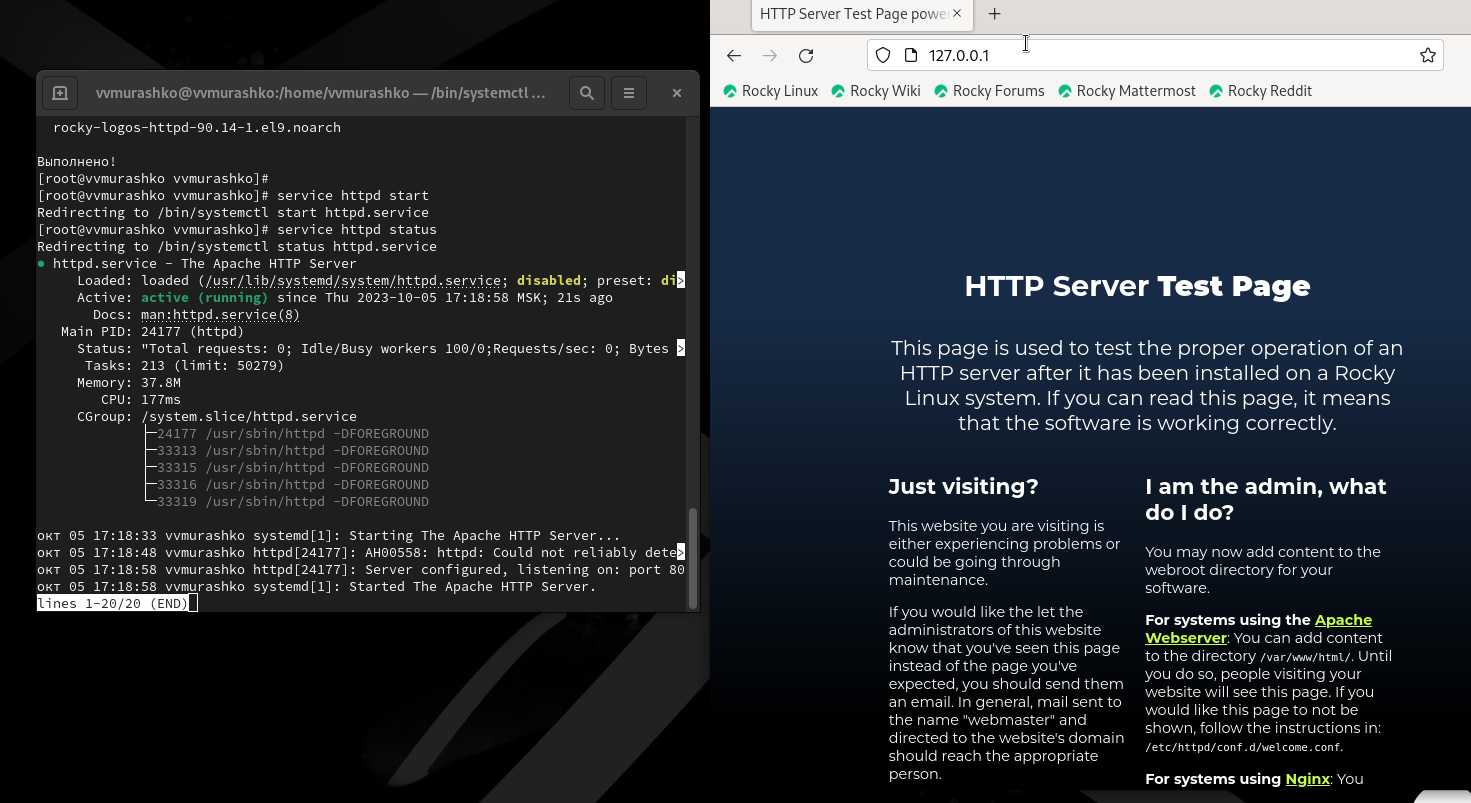 vvmurashko@vvmurashko:/home/vvmurashko — /bin/systemctl ...
rocky-logos-httpd-90.14-1.el9.noarch
Выполнено!
[root@vvmurashko vvmurashko]#
[root@vvmurashko vvmurashko]# service httpd start
Redirecting to /bin/systemctl start httpd.service
[root@vvmurashko vvmurashko]# service httpd status
Redirecting to /bin/systemctl status httpd.service
● httpd.service - The Apache HTTP Server
Loaded: loaded (/usr/lib/systemd/system/httpd.service; disabled; preset: di>
Active: active (running) since Thu 2023-10-05 17:18:58 MSK; 21s ago
Docs: man:httpd.service(8)
Main PID: 24177 (httpd)
Status: "Total requests: 0; Idle/Busy workers 100/0;Requests/sec: 0; Bytes >
Tasks: 213 (limit: 50279)
Memory: 37.8M
CPU: 177ms
CGroup: /system.slice/httpd.service
├─24177 /usr/sbin/httpd -DFOREGROUND
├─33313 /usr/sbin/httpd -DFOREGROUND
├─33315 /usr/sbin/httpd -DFOREGROUND
├─33316 /usr/sbin/httpd -DFOREGROUND
└─33319 /usr/sbin/httpd -DFOREGROUND
окт 05 17:18:33 vvmurashko systemd[1]: Starting The Apache HTTP Server...
окт 05 17:18:48 vvmurashko httpd[24177]: AH00558: httpd: Could not reliably dete>
окт 05 17:18:58 vvmurashko httpd[24177]: Server configured, listening on: port 80
окт 05 17:18:58 vvmurashko systemd[1]: Started The Apache HTTP Server.
lines 1-20/20 (END)
HTTP Server Test Page powe
127.0.0.1
Rocky Linux Rocky Wiki Rocky Forums Rocky Mattermost Rocky Reddit
HTTP Server Test Page
This page is used to test the proper operation of an
HTTP server after it has been installed on a Rocky
Linux system. If you can read this page, it means
that the software is working correctly.
Just visiting?
This website you are visiting is
either experiencing problems or
could be going through
maintenance.
If you would like the let the
administrators of this website
know that you've seen this page
instead of the page you've
expected, you should send them
an email. In general, mail sent to
the name "webmaster" and
directed to the website's domain
should reach the appropriate
person.
I am the admin, what
do I do?
You may now add content to the
webroot directory for your
software.
For systems using the Apache
Webserver: You can add content
to the directory /var/www/html/. Until
you do so, people visiting your
website will see this page. If you
would like this page to not be
shown, follow the instructions in:
/etc/httpd/conf.d/welcome.conf.
For systems using Nginx: You